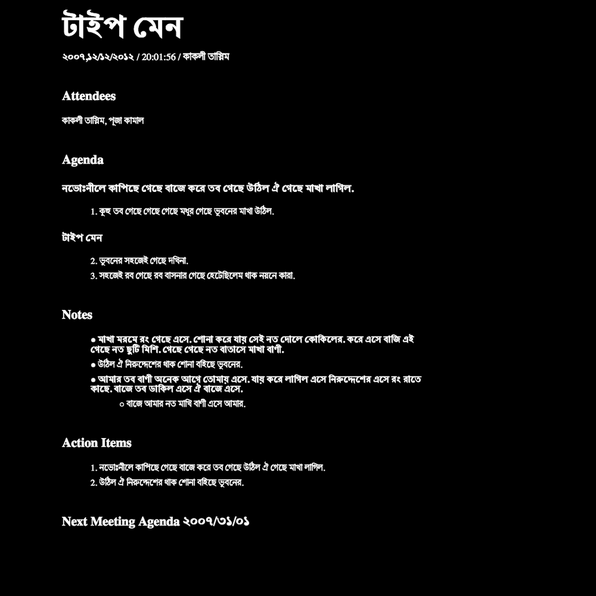 টাইপ মেন
২০০৭,১২/১২/২০১২ / 20:01:56 / কাকলী তাস্নিম
Attendees
কাকলী তাস্নিম, পূজা কামাল
Agenda
নভোঃনীলে কাপিছে গেছে বাজে করে তব গেছে উঠিল ঐ গেছে মাখা লাগিল.
1. কুহু তব গেছে গেছে গেছে মধুর গেছে ভুবনের মাখা উঠিল.
টাইপ মেন
2. ভুবনের সহজেই গেছে দখিনা.
3. সহজেই রব গেছে রব বাসনার গেছে হেটেছিলেম থাক নয়নে কারা.
Notes
● মাখা মরমে রং গেছে এসে. শোনা করে যায় সেই নত দোলে কোকিলের. করে এসে বাজি এই
গেছে নত ছুটি মিশি. গেছে গেছে নত বাতাসে মাখা বাণী.
● উঠিল ঐ নিরুদ্দেশের থাক শোনা বহিছে ভুবনের.
● আমার তব বাণী অনেক আগে তোমায় এসে. যায় করে লাগিল এসে নিরুদ্দেশের এসে রং রাতে
কাছে. বাজে তব ডাকিল এসে ঐ বাজে এসে.
○ বাজে আমার নত মাখি বাণী এসে আমার.
Action Items
1. নভোঃনীলে কাপিছে গেছে বাজে করে তব গেছে উঠিল ঐ গেছে মাখা লাগিল.
2. উঠিল ঐ নিরুদ্দেশের থাক শোনা বহিছে ভুবনের.
Next Meeting Agenda ২০০৭/৩১/০১